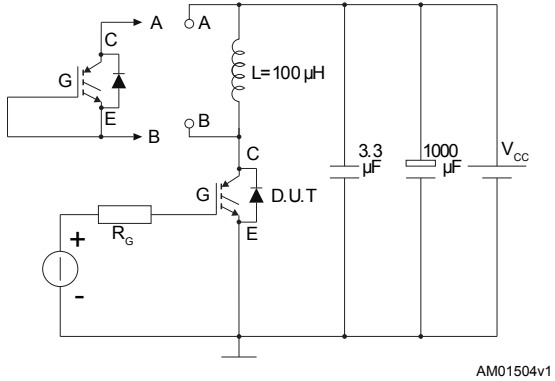 A
A
C
G
E
B
B
L=100 µH
C
G
D.U.T
E
R_G
+
-
3.3
µF
1000
µF
V_CC
AM01504v1